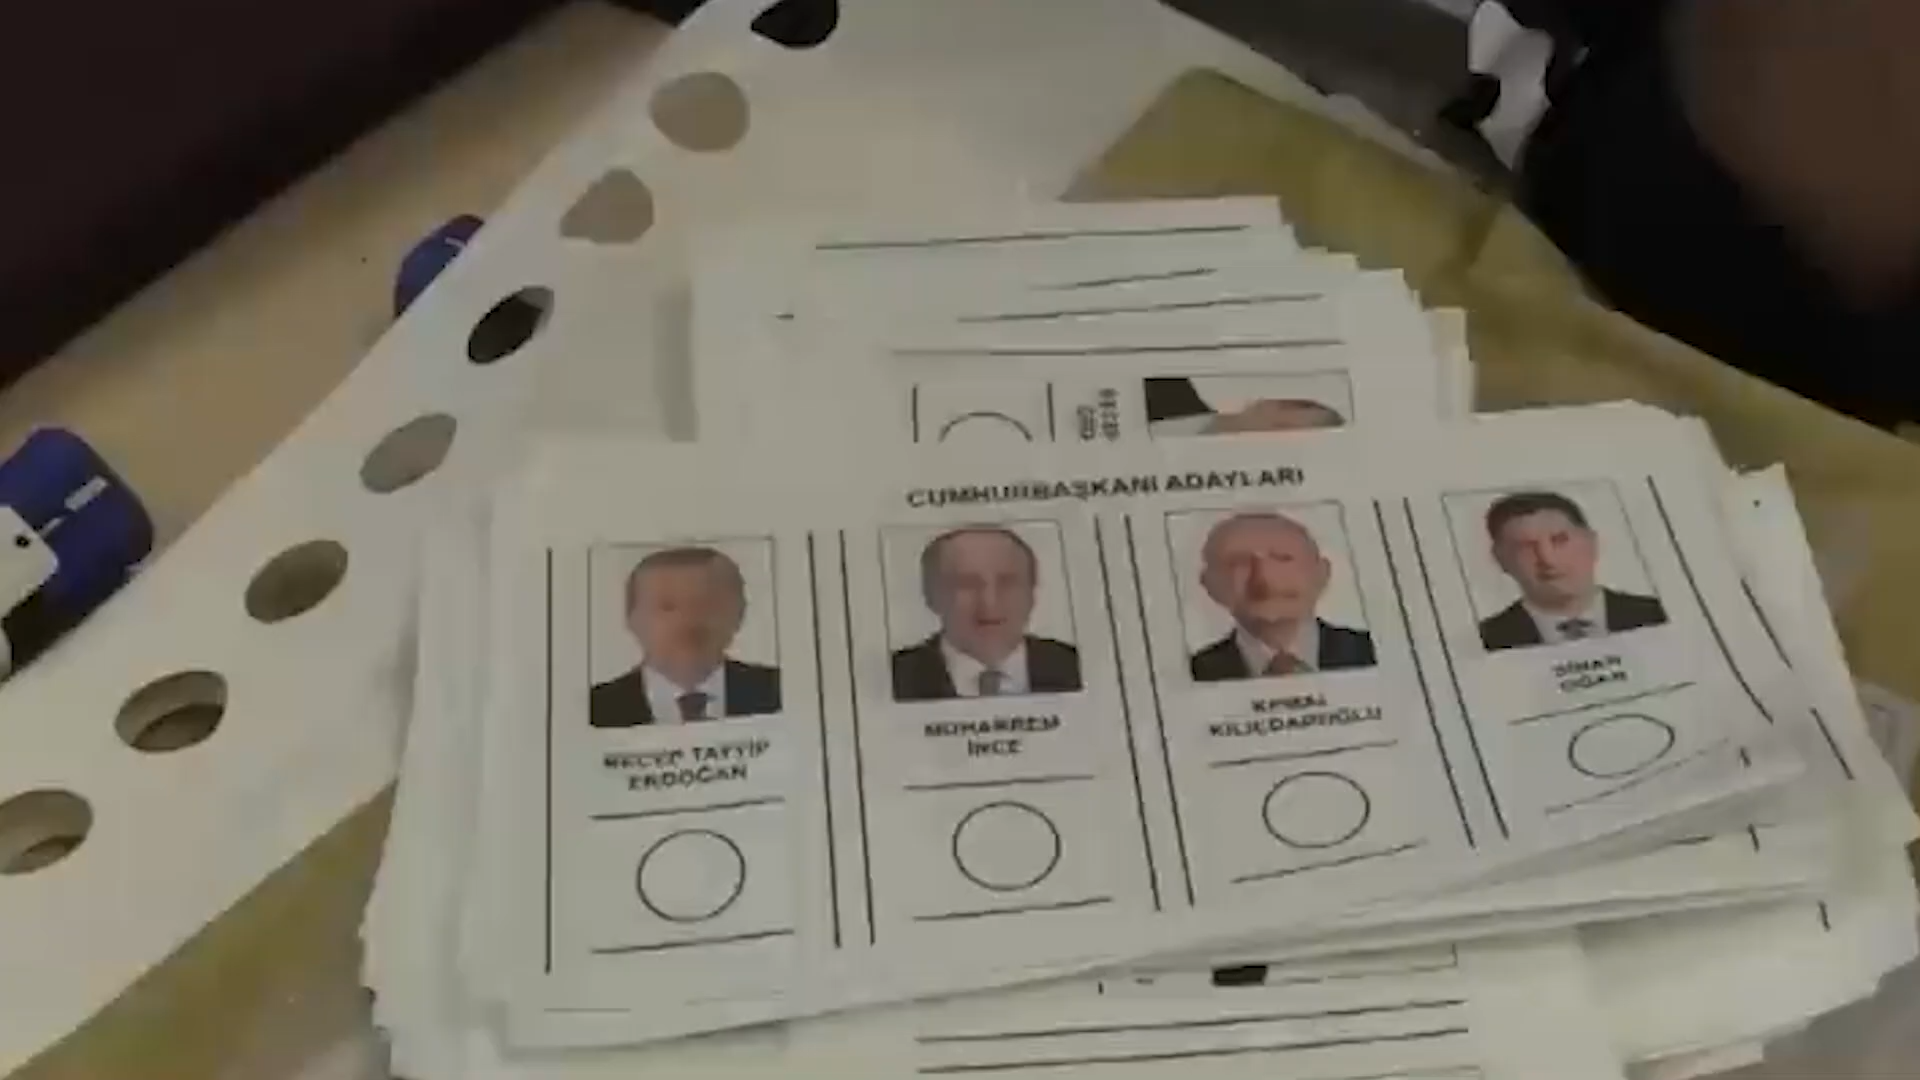 CUMHURBAŞKANI ADAYLARI
RECEP TAYYİP
ERDOĞAN
MUHARREM
İNCE
KEMAL
KILIÇDAROĞLU
SİNAN
OĞAN